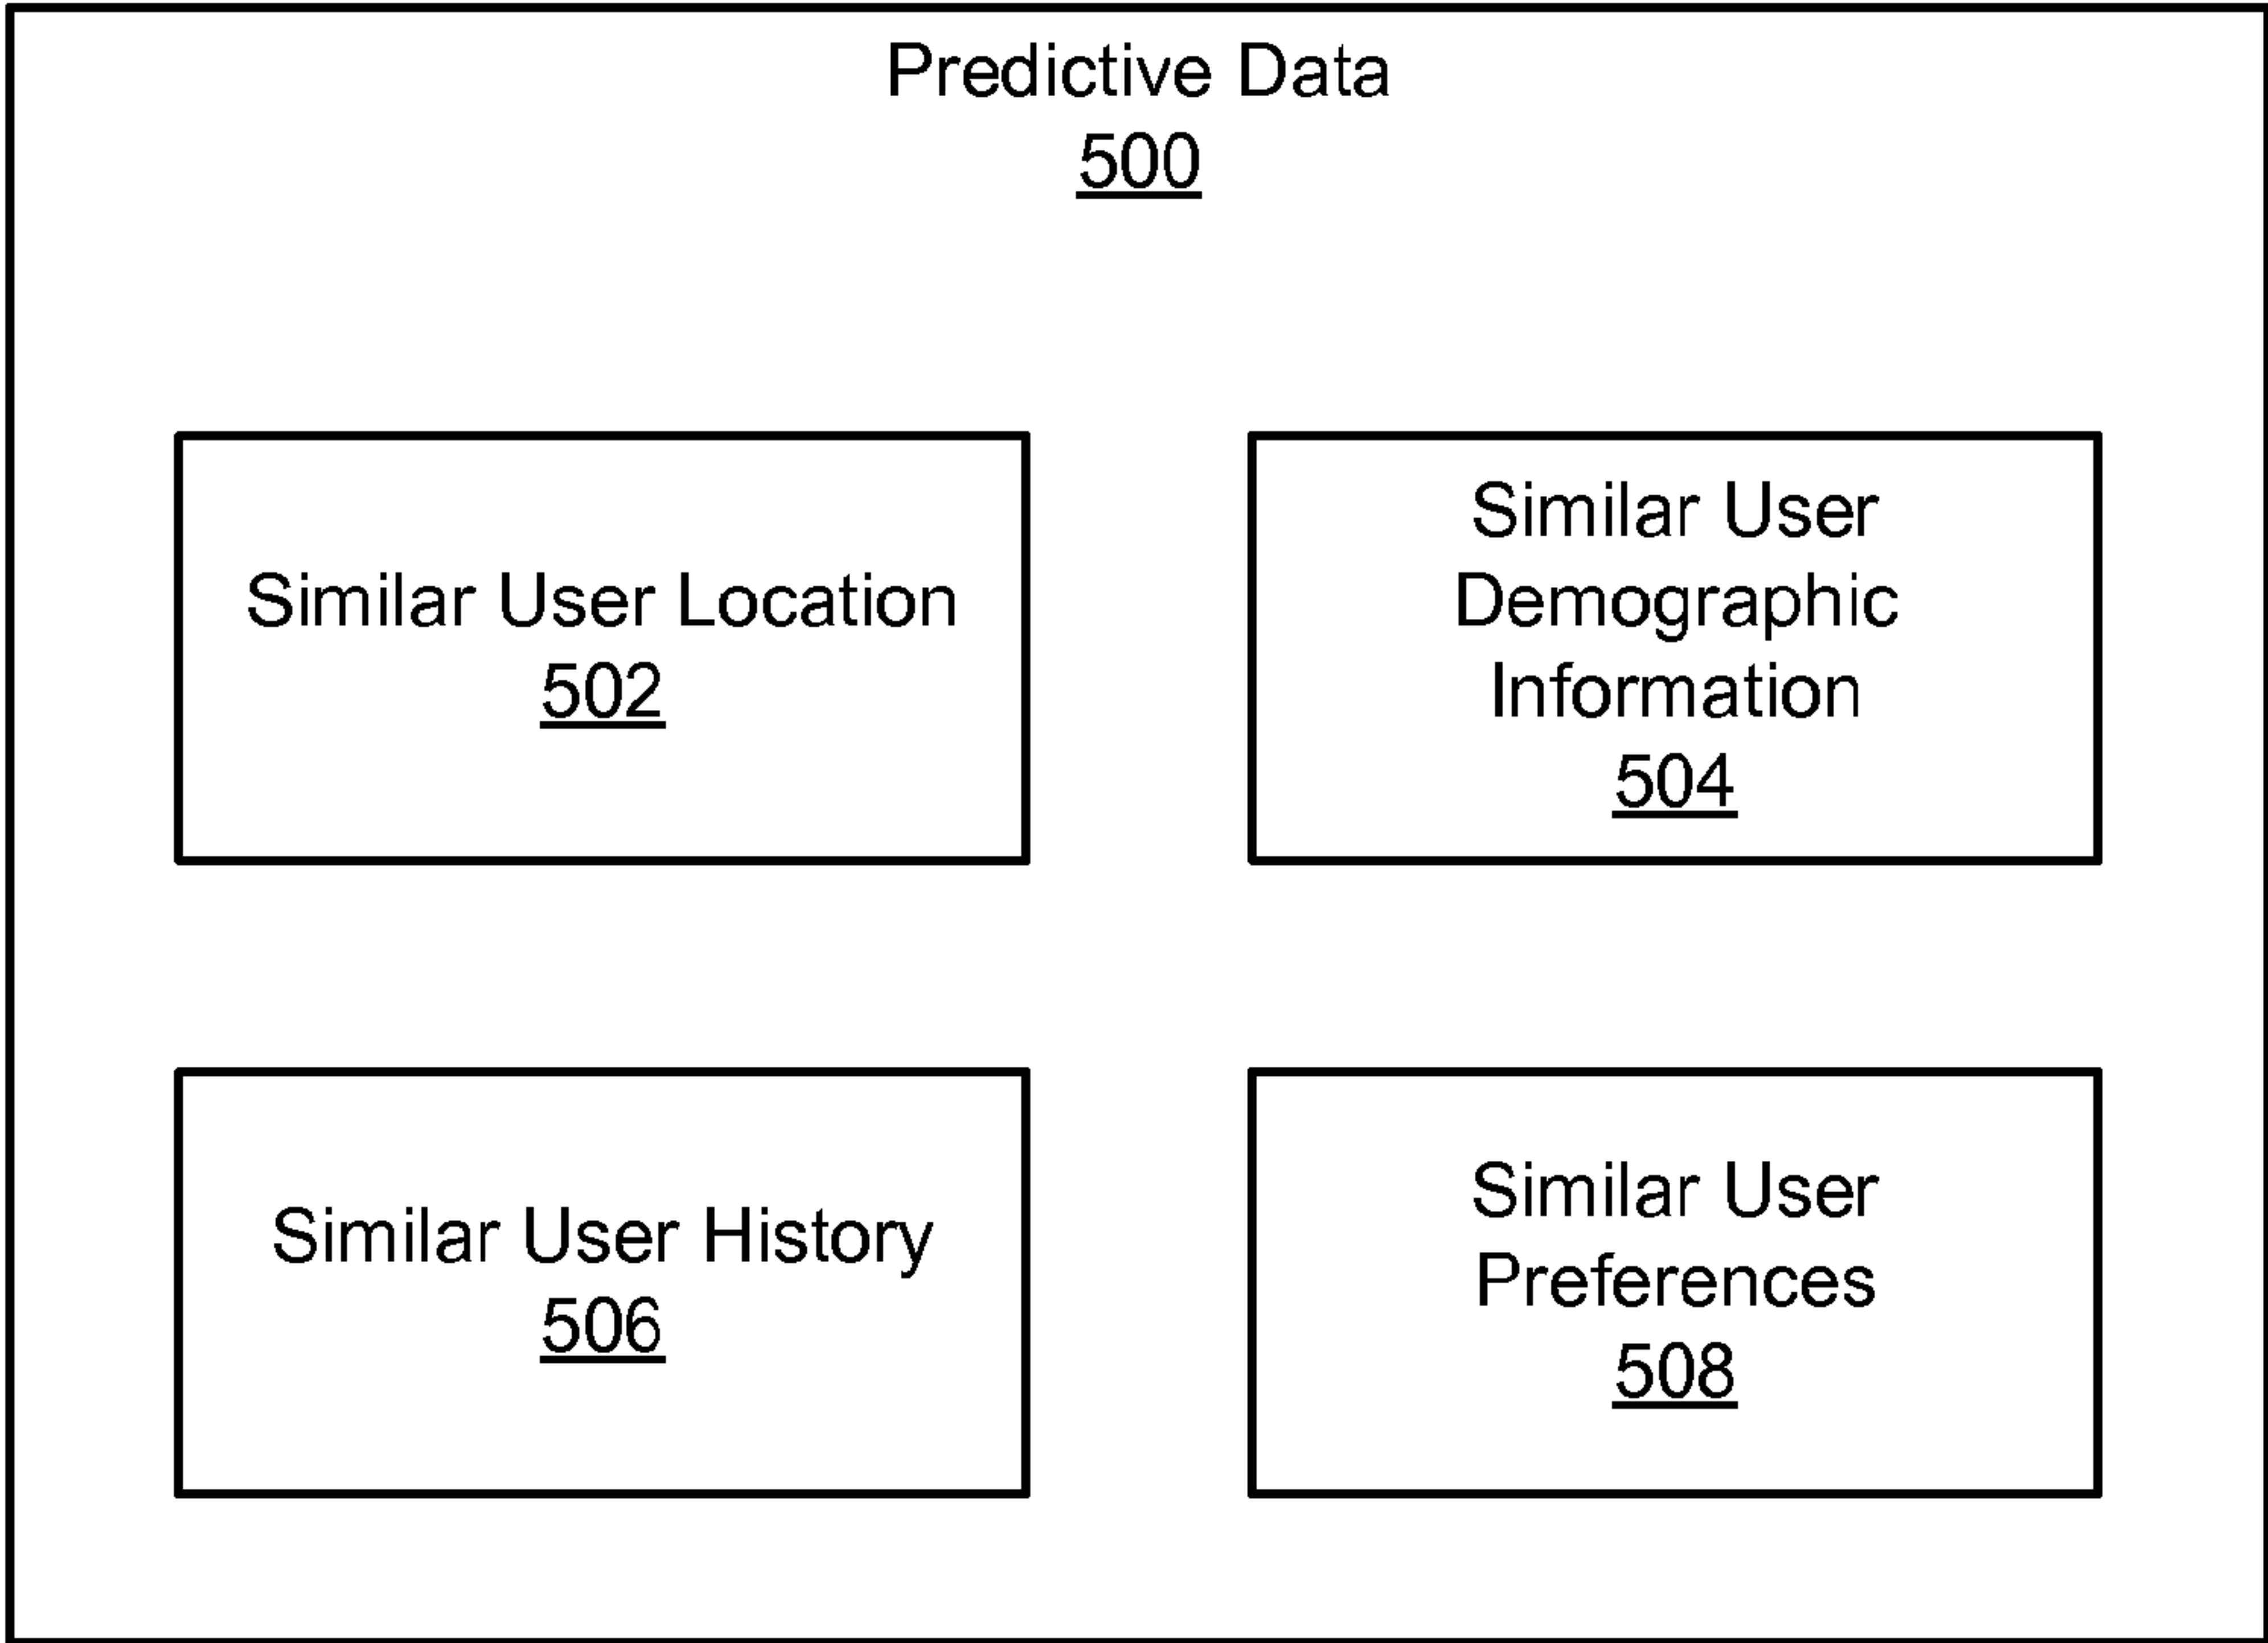 Predictive Data
500
Similar User Location
502
Similar User
Demographic
Information
504
Similar User History
506
Similar User
Preferences
508